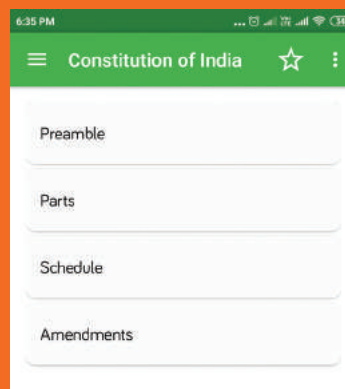 6:35 PM
Constitution of India
Preamble
Parts
Schedule
Amendments